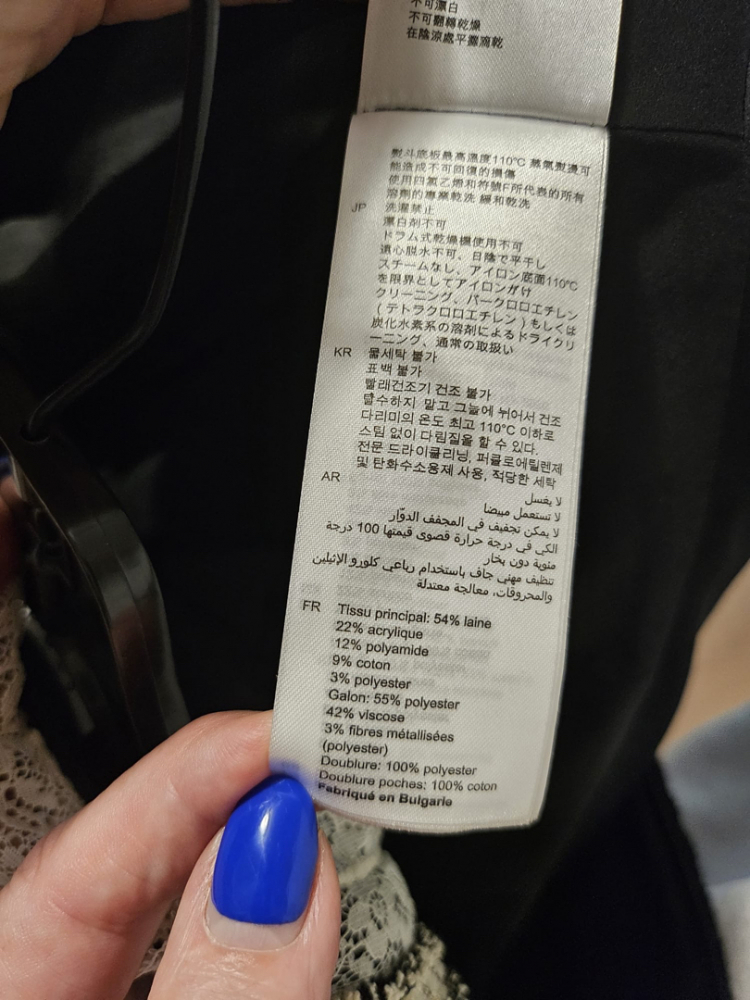 不可漂白
不可翻轉乾燥
在陰涼處平攤滴乾
熨斗底板最高溫度110℃ 蒸氣熨燙可
能造成不可回復的損傷
使用四氯乙烯和符號F所代表的所有
溶劑的專業乾洗 緩和乾洗
JP 洗濯禁止
漂白剤不可
ドラム式乾燥機使用不可
遠心脱水不可、日陰で平干し
スチームなし、アイロン底面110℃
を限界としてアイロンがけ
クリーニング、パークロロエチレン
(テトラクロロエチレン)もしくは
炭化水素系の溶剤によるドライクリ
ーニング、通常の取扱い
KR 물세탁 불가
표백 불가
빨래건조기 건조 불가
탈수하지 말고 그늘에 뉘어서 건조
다리미의 온도 최고 110℃ 이하로
스팀 없이 다림질을 할 수 있다.
전문 드라이클리닝, 퍼클로에틸렌제
및 탄화수소용제 사용, 적당한 세탁
AR
لا يغسل
لا تستعمل مبيضا
لا يمكن تجفيف في المجفف الدوّار
الكي في درجة حرارة قصوى قيمتها 100 درجة
مئوية دون بخار
تنظيف مهني جاف باستخدام رباعي كلورو الإثيلين
والمحروقات، معالجة معتدلة
FR Tissu principal: 54% laine
22% acrylique
12% polyamide
9% coton
3% polyester
Galon: 55% polyester
42% viscose
3% fibres métallisées
(polyester)
Doublure: 100% polyester
Doublure poches: 100% coton
Fabriqué en Bulgarie